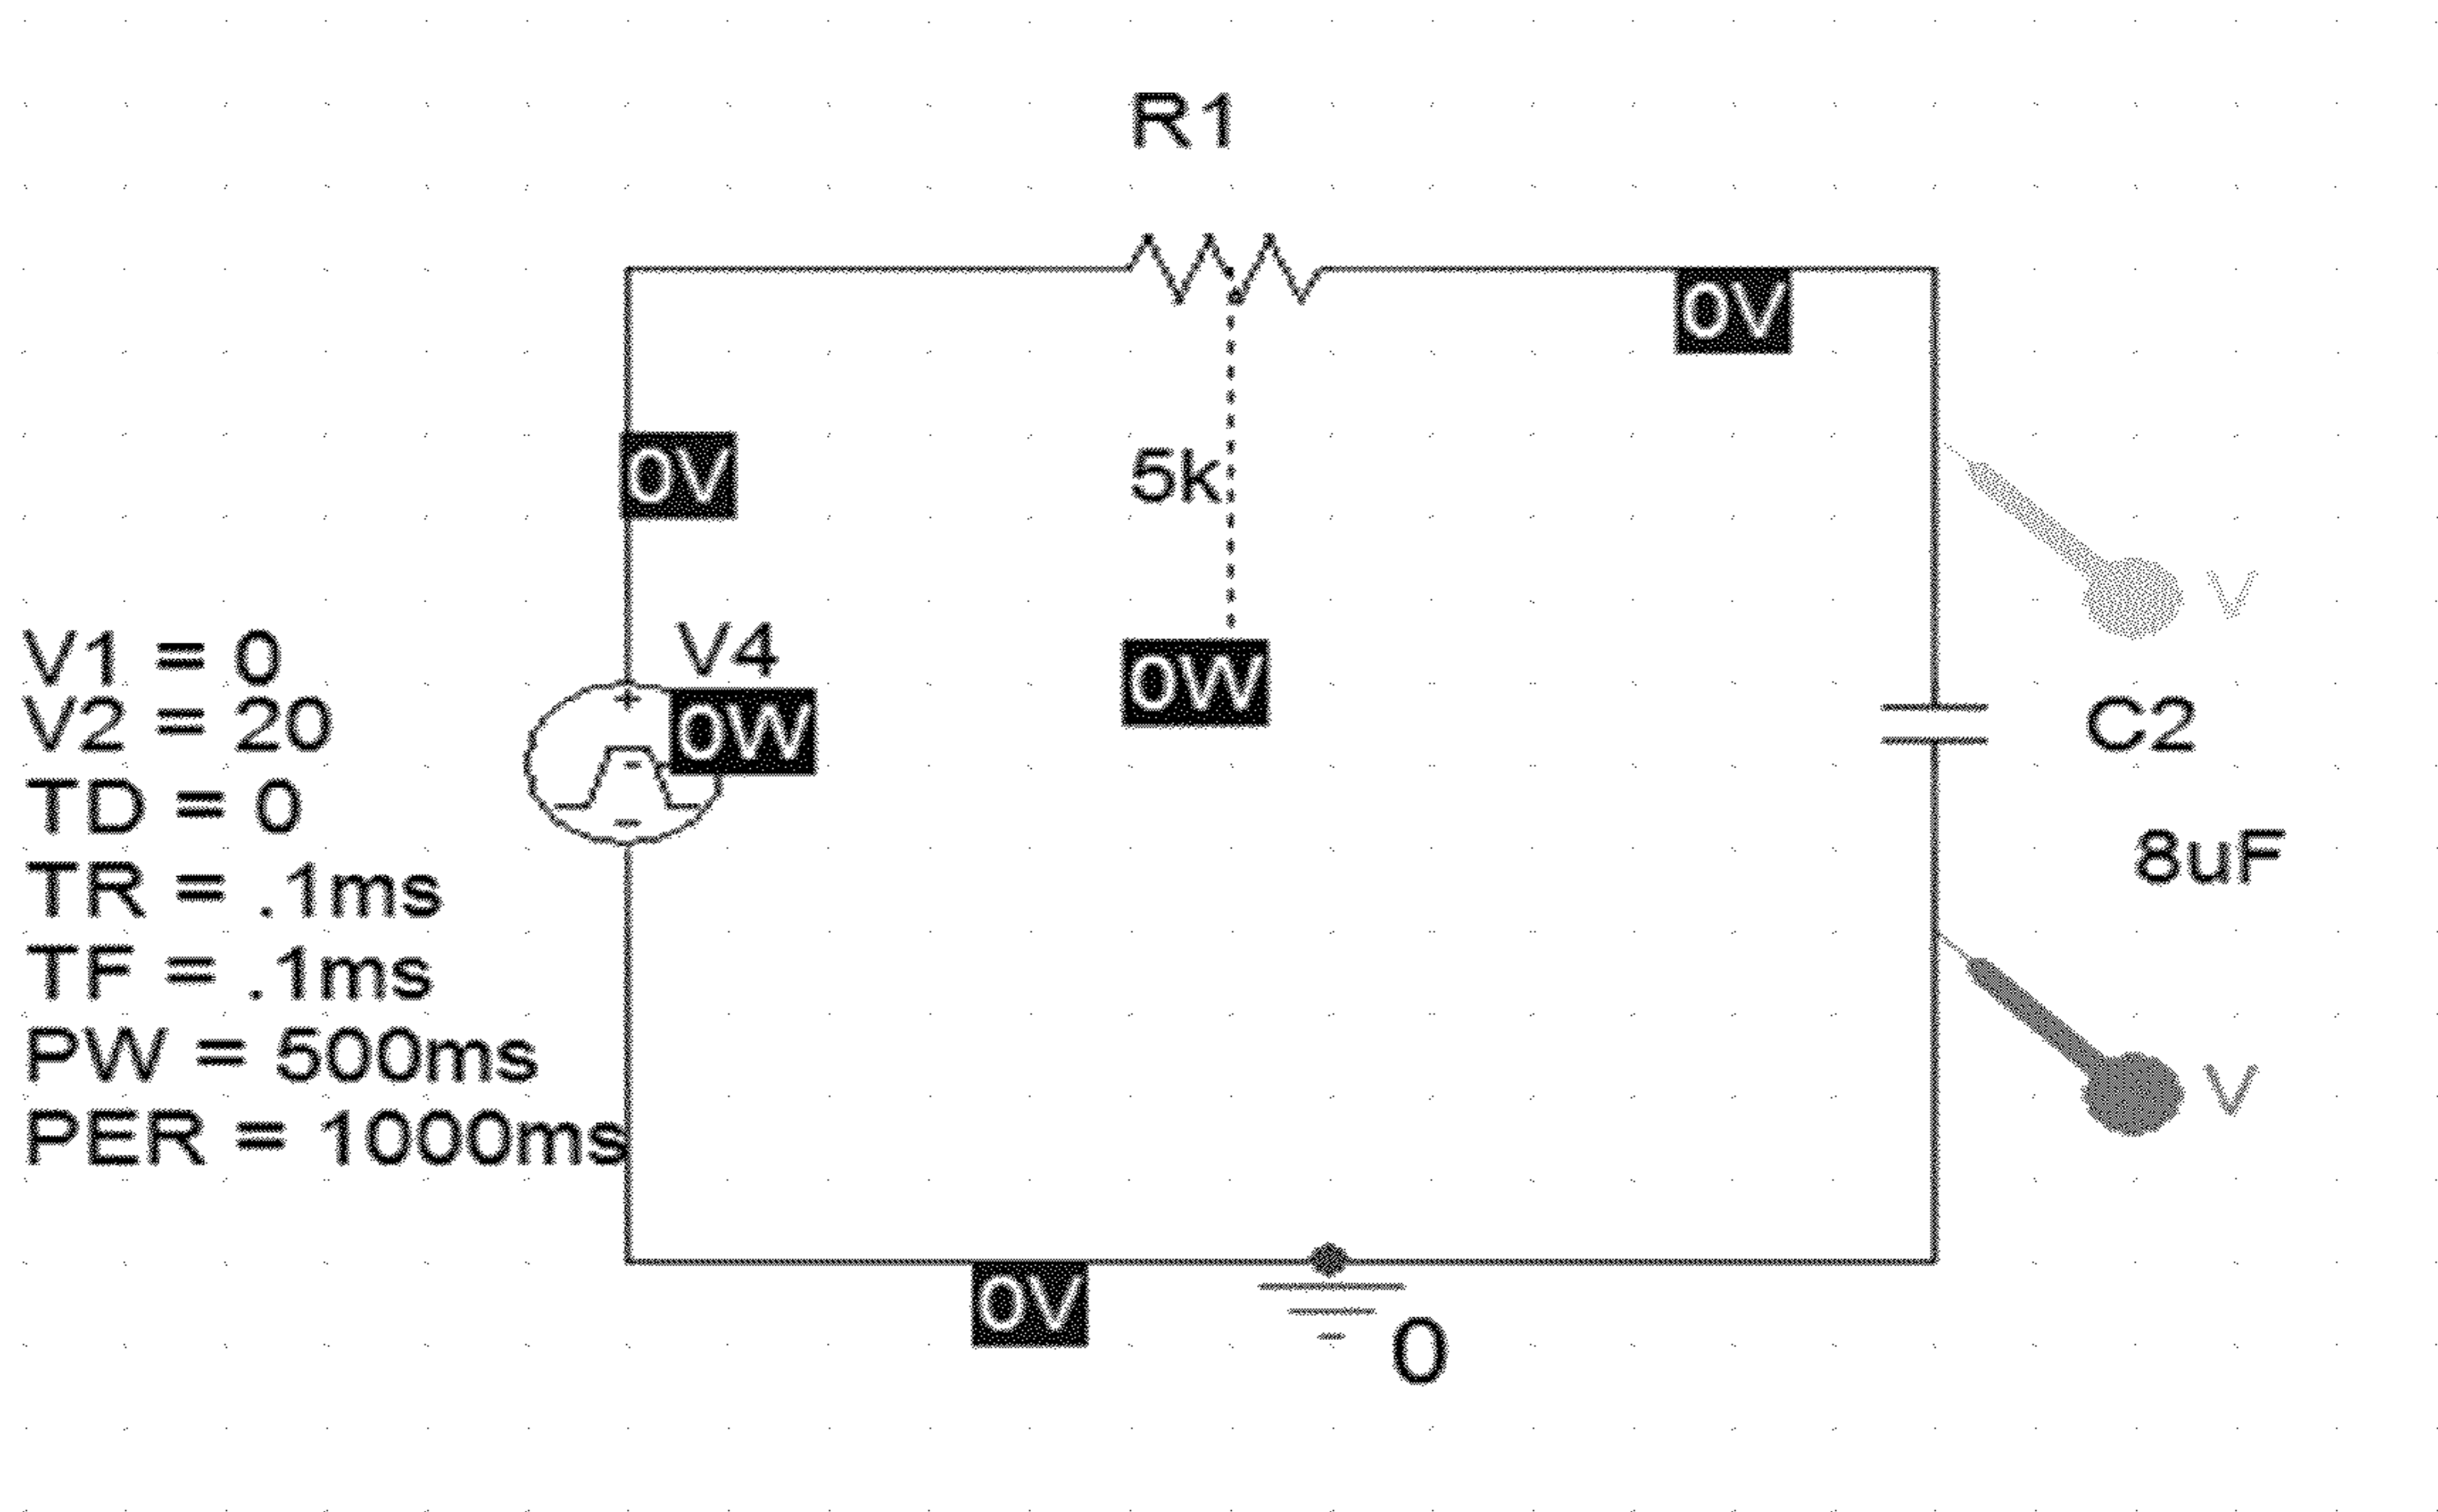 R1
0V
0V
5k
V
V4
0W
0W
C2
8uF
V1 = 0
V2 = 20
TD = 0
TR = .1ms
TF = .1ms
PW = 500ms
PER = 1000ms
V
0V
0